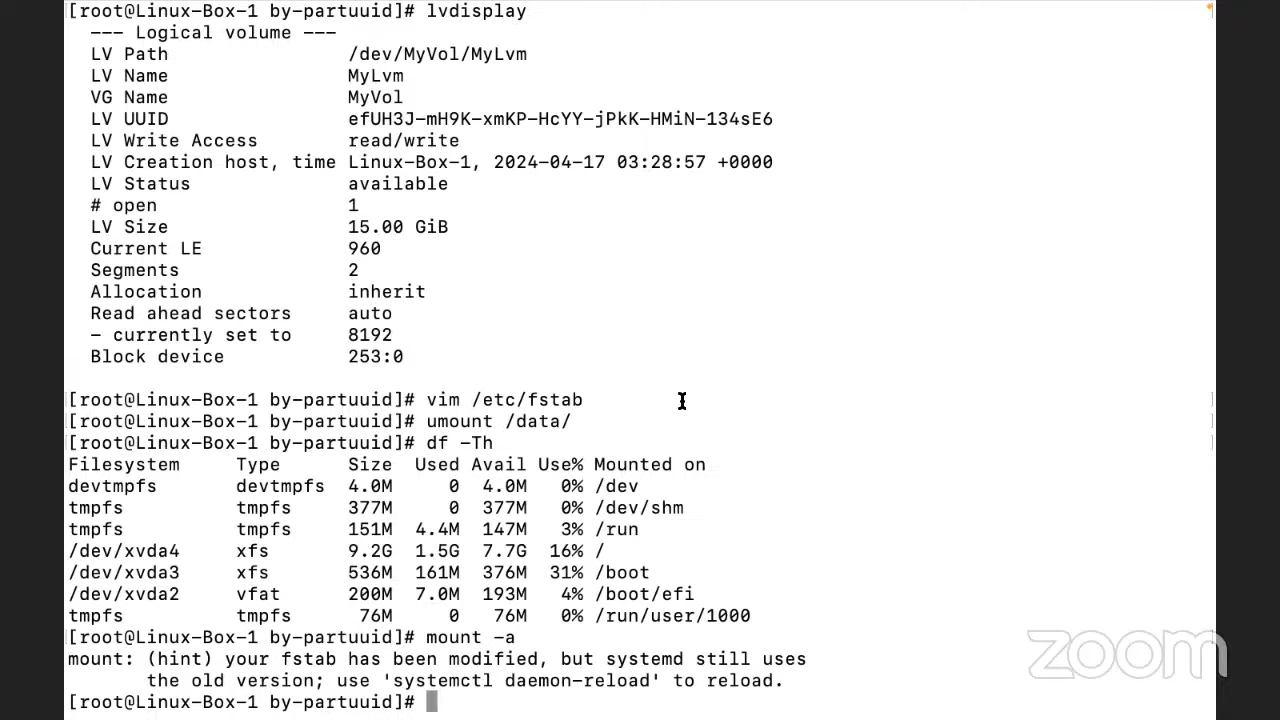 [root@Linux-Box-1 by-partuuid]# lvdisplay
--- Logical volume ---
LV Path                /dev/MyVol/MyLvm
LV Name                MyLvm
VG Name                MyVol
LV UUID                efUH3J-mH9K-xmKP-HcYY-jPkK-HMiN-134sE6
LV Write Access        read/write
LV Creation host, time Linux-Box-1, 2024-04-17 03:28:57 +0000
LV Status              available
# open                 1
LV Size                15.00 GiB
Current LE             960
Segments               2
Allocation             inherit
Read ahead sectors     auto
- currently set to     8192
Block device           253:0
[root@Linux-Box-1 by-partuuid]# vim /etc/fstab
[root@Linux-Box-1 by-partuuid]# umount /data/
[root@Linux-Box-1 by-partuuid]# df -Th
Filesystem     Type      Size  Used Avail Use% Mounted on
devtmpfs       devtmpfs  4.0M     0  4.0M   0% /dev
tmpfs          tmpfs     377M     0  377M   0% /dev/shm
tmpfs          tmpfs     151M  4.4M  147M   3% /run
/dev/xvda4     xfs       9.2G  1.5G  7.7G  16% /
/dev/xvda3     xfs       536M  161M  376M  31% /boot
/dev/xvda2     vfat      200M  7.0M  193M   4% /boot/efi
tmpfs          tmpfs      76M     0   76M   0% /run/user/1000
[root@Linux-Box-1 by-partuuid]# mount -a
mount: (hint) your fstab has been modified, but systemd still uses
the old version; use 'systemctl daemon-reload' to reload.
[root@Linux-Box-1 by-partuuid]#
zoom